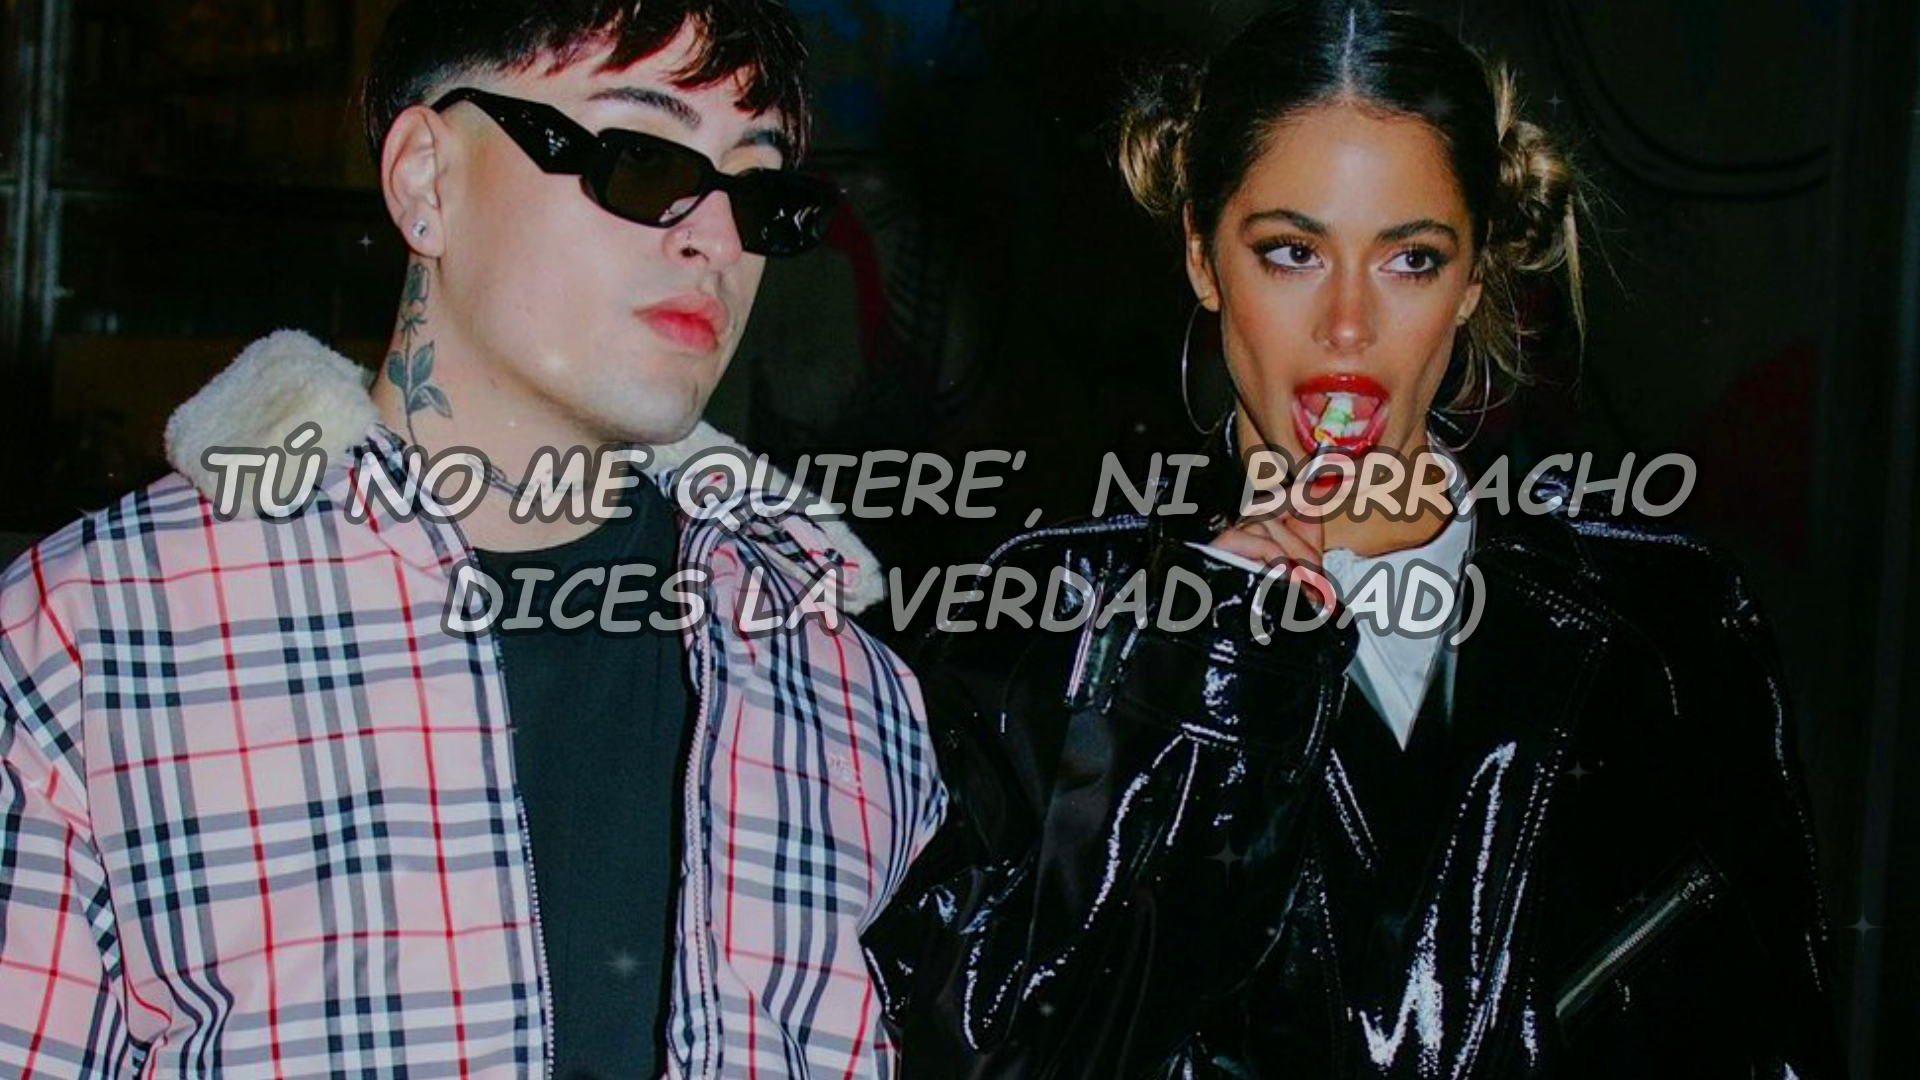 TÚ NO ME QUIERE’, NI BORRACHO
DICES LA VERDAD (DAD)